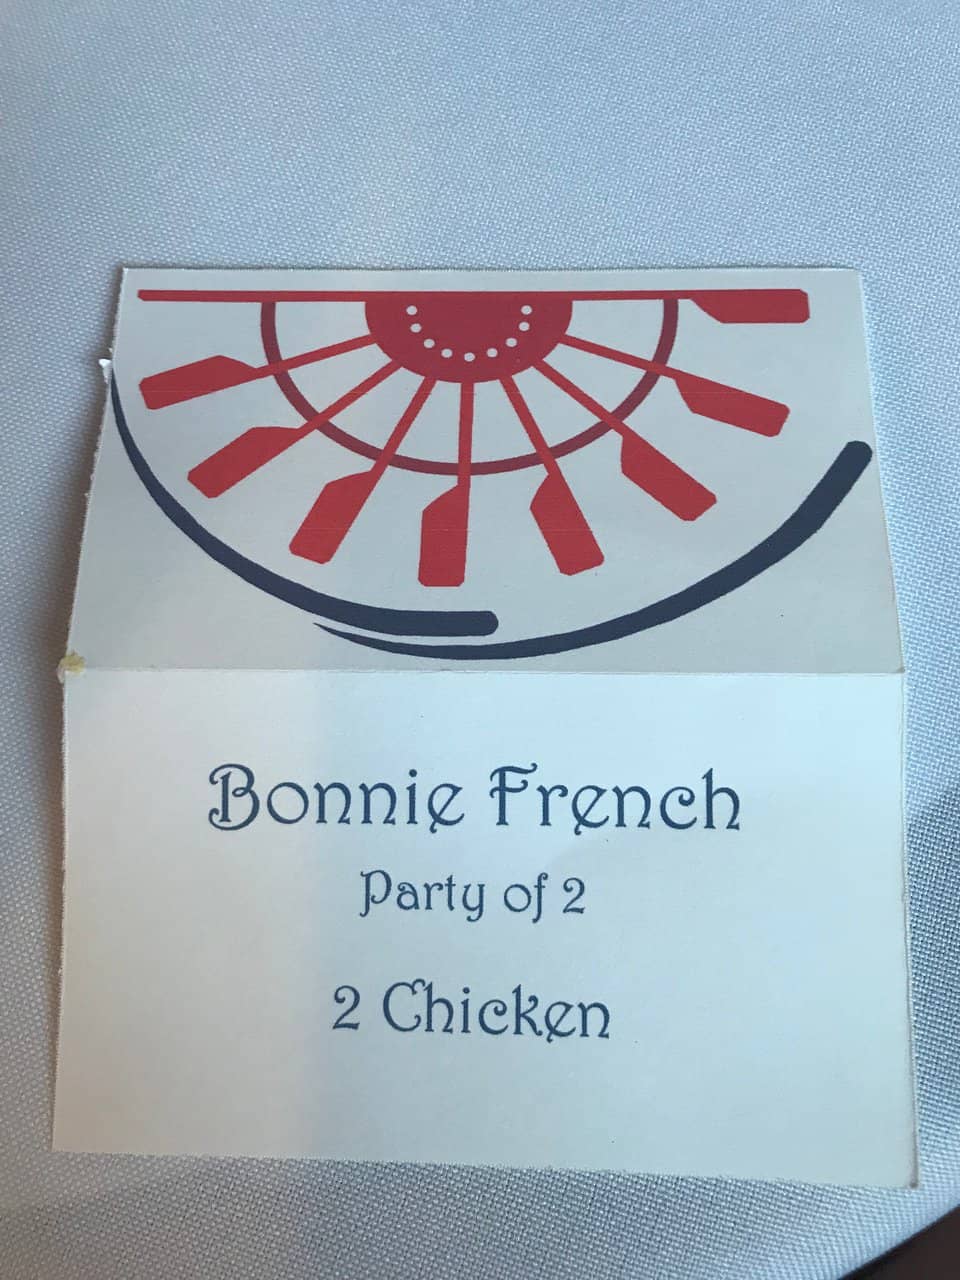 Bonnie French
Party of 2
2 Chicken